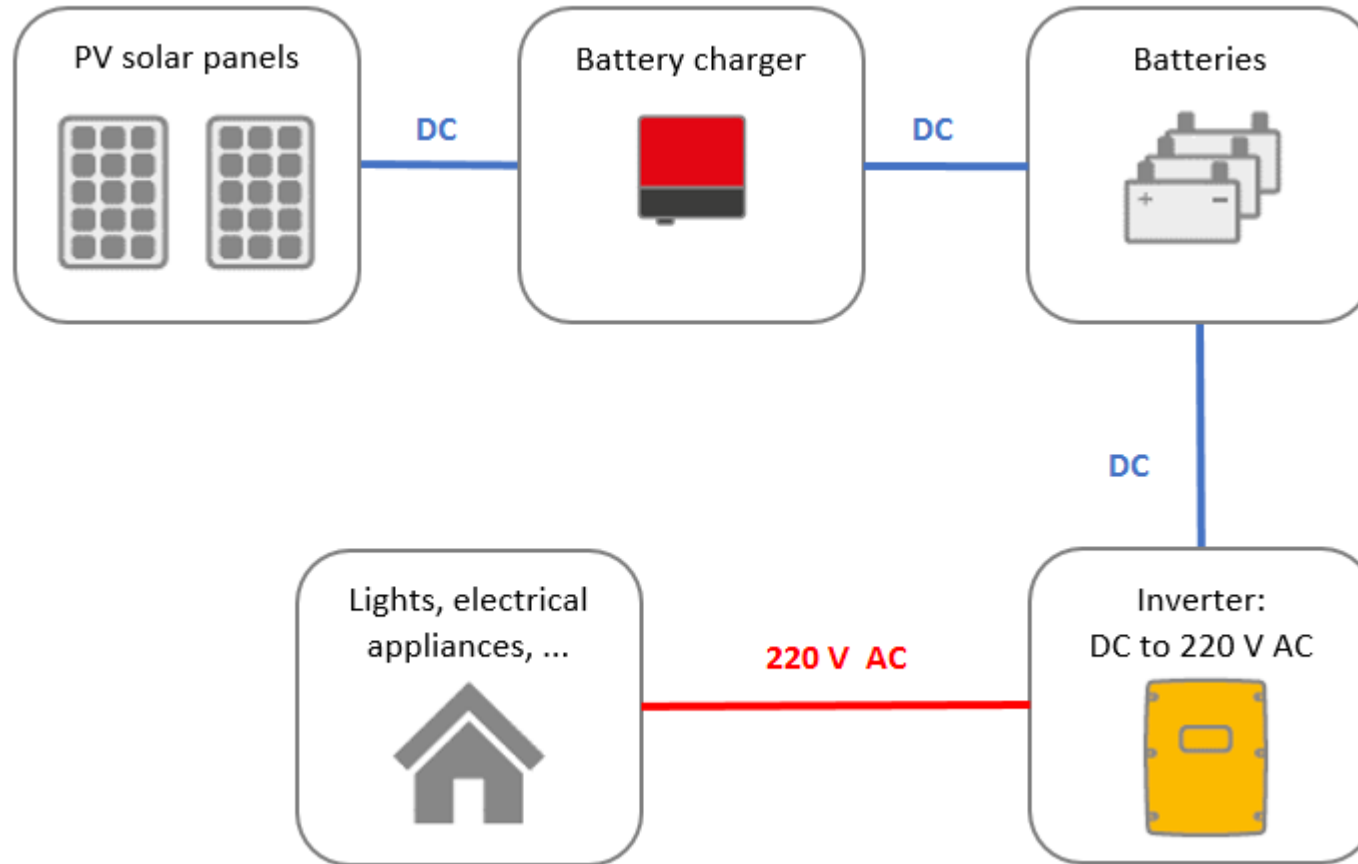 PV solar panels
DC
Battery charger
DC
Batteries
+ -
DC
Inverter:
DC to 220 V AC
220 V  AC
Lights, electrical
appliances, ...